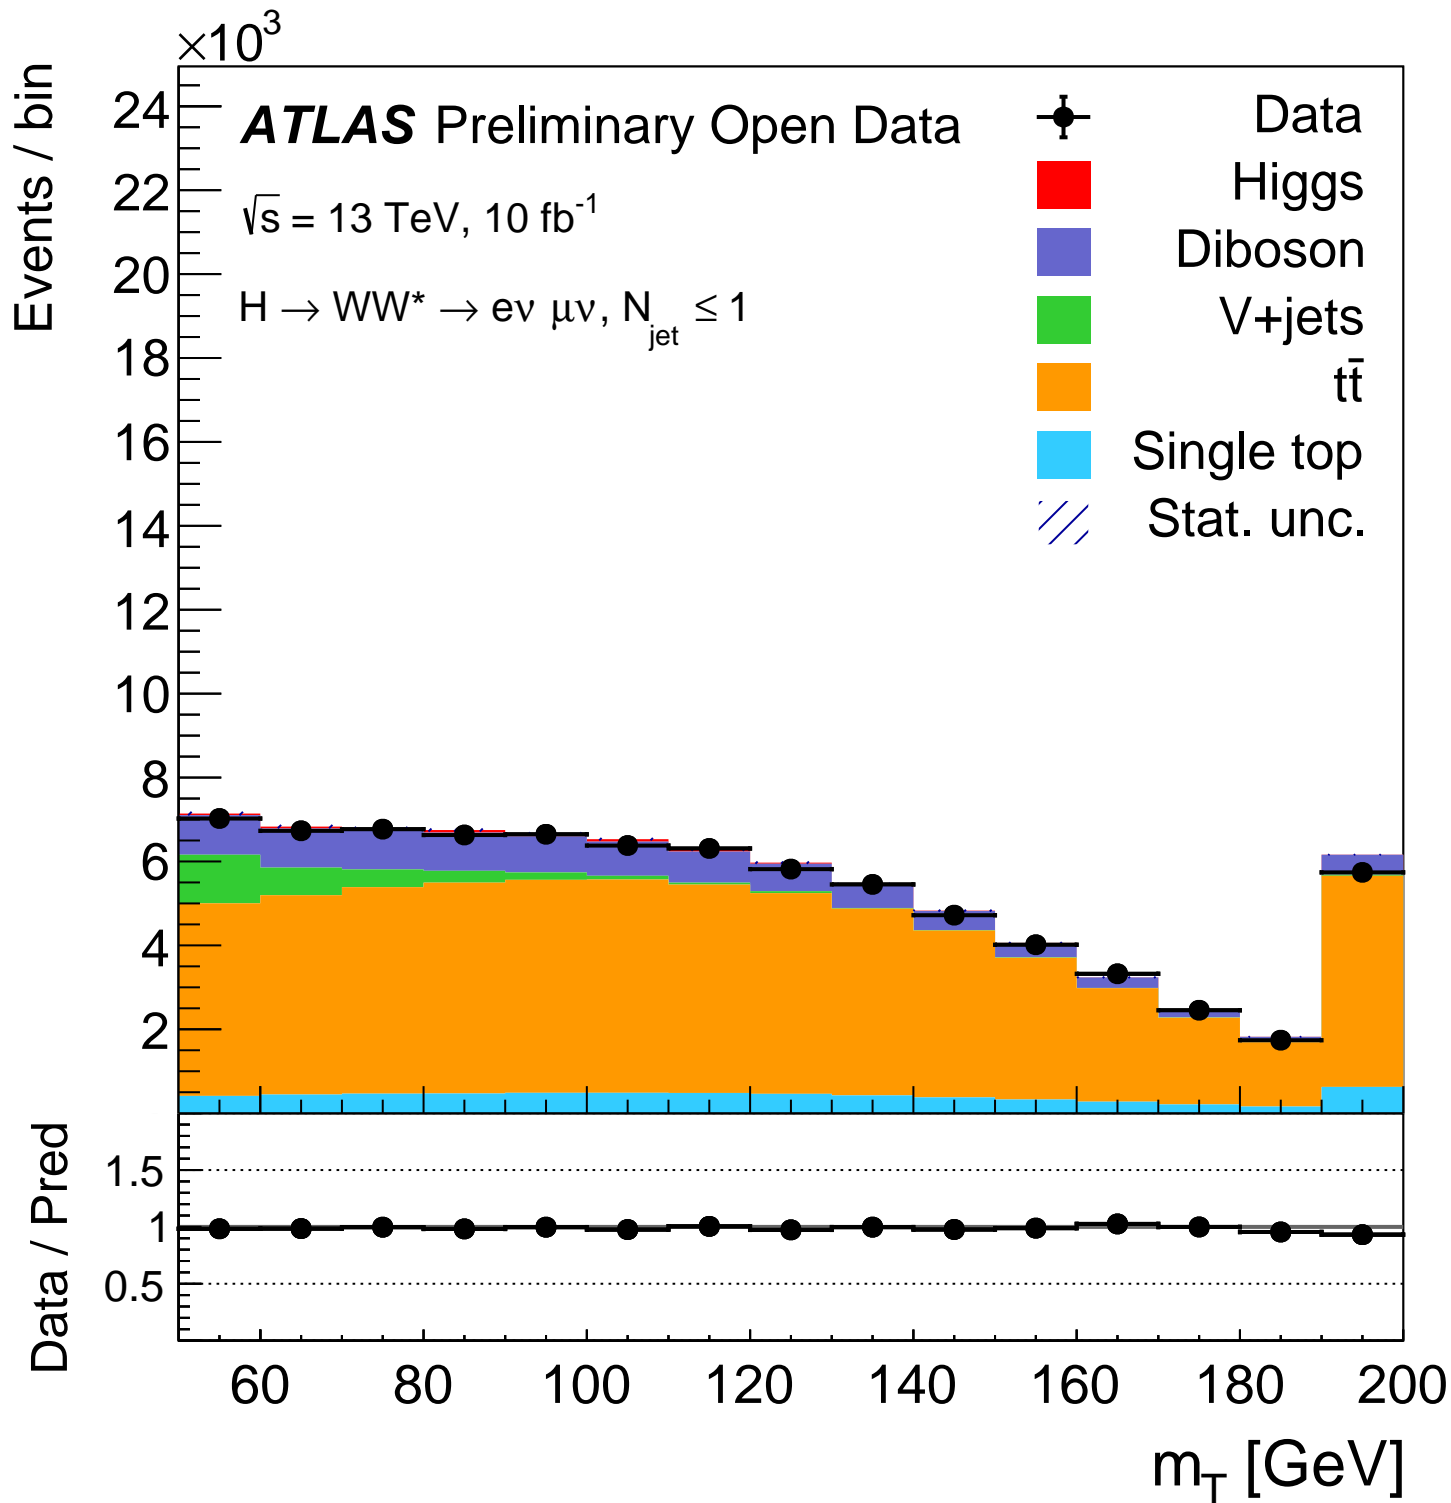 ×10³
Events / bin
24
22
20
18
16
14
12
10
8
6
4
2
ATLAS Preliminary Open Data
√s = 13 TeV, 10 fb⁻¹
H → WW* → eν μν, N_jet ≤ 1
Data
Higgs
Diboson
V+jets
tt̄
Single top
Stat. unc.
Data / Pred
1.5
1
0.5
60 80 100 120 140 160 180 200
m_T [GeV]